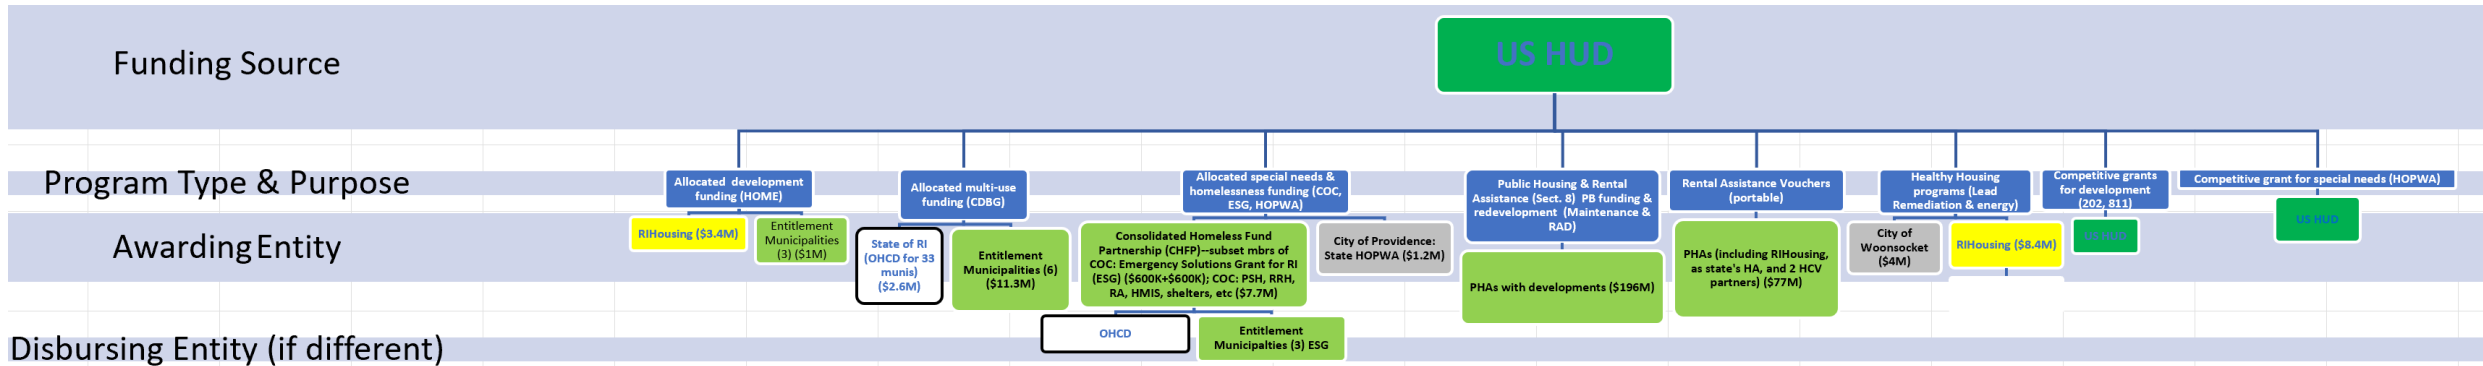 Funding Source
US HUD
Program Type & Purpose
Allocated development
funding (HOME)
Allocated multi-use
funding (CDBG)
Allocated special needs &
homelessness funding (COC,
ESG, HOPWA)
Public Housing & Rental
Assistance (Sect. 8) PB funding &
redevelopment (Maintenance &
RAD)
Rental Assistance Vouchers
(portable)
Healthy Housing
programs (Lead
Remediation & energy)
Competitive grants
for development
(202, 811)
Competitive grant for special needs (HOPWA)
Awarding Entity
RIHousing ($3.4M)
Entitlement
Municipalities
(3) ($1M)
State of RI
(OHCD for 33
munis)
($2.6M)
Entitlement
Municipalities (6)
($11.3M)
Consolidated Homeless Fund
Partnership (CHFP)--subset mbrs of
COC: Emergency Solutions Grant for RI
(ESG) ($600K+$600K); COC: PSH, RRH,
RA, HMIS, shelters, etc ($7.7M)
City of Providence:
State HOPWA ($1.2M)
PHAs with developments ($196M)
PHAs (including RIHousing,
as state's HA, and 2 HCV
partners) ($77M)
City of
Woonsocket
($4M)
RIHousing ($8.4M)
US HUD
US HUD
Disbursing Entity (if different)
OHCD
Entitlement
Municipalties (3) ESG